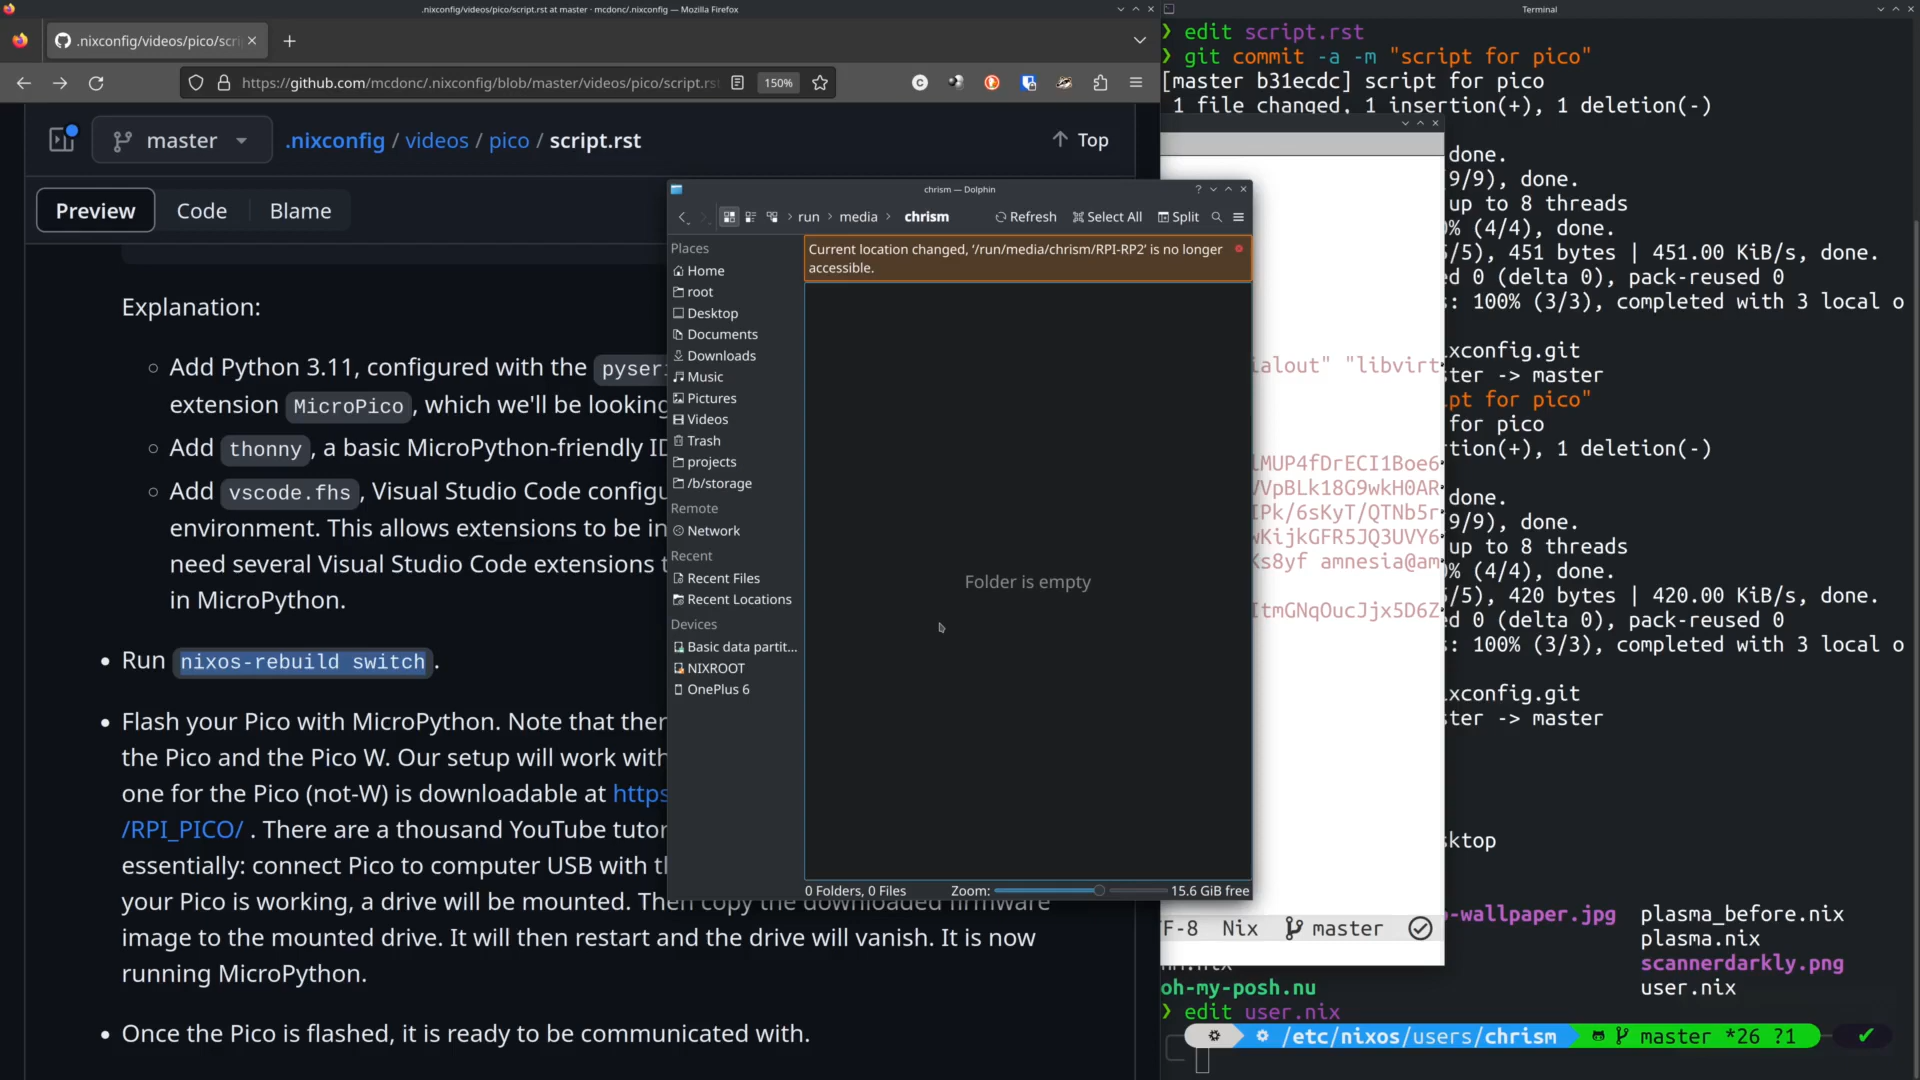 .nixconfig/videos/pico/script.rst at master · mcdonc/.nixconfig — Mozilla Firefox
.nixconfig/videos/pico/scri
https://github.com/mcdonc/.nixconfig/blob/master/videos/pico/script.rst
150%
master
.nixconfig / videos / pico / script.rst
Top
Preview
Code
Blame
Explanation:
Add Python 3.11, configured with the pyseri
extension MicroPico, which we'll be looking
Add thonny, a basic MicroPython-friendly ID
Add vscode.fhs, Visual Studio Code configu
environment. This allows extensions to be in
need several Visual Studio Code extensions t
in MicroPython.
Run nixos-rebuild switch.
Flash your Pico with MicroPython. Note that ther
the Pico and the Pico W. Our setup will work with
one for the Pico (not-W) is downloadable at https
/RPI_PICO/ . There are a thousand YouTube tutor
essentially: connect Pico to computer USB with th
your Pico is working, a drive will be mounted. Then copy the downloaded firmware
image to the mounted drive. It will then restart and the drive will vanish. It is now
running MicroPython.
Once the Pico is flashed, it is ready to be communicated with.
chrism — Dolphin
run
media
chrism
Refresh
Select All
Split
Places
Home
root
Desktop
Documents
Downloads
Music
Pictures
Videos
Trash
projects
/b/storage
Remote
Network
Recent
Recent Files
Recent Locations
Devices
Basic data partit...
NIXROOT
OnePlus 6
Current location changed, '/run/media/chrism/RPI-RP2' is no longer
accessible.
Folder is empty
0 Folders, 0 Files
Zoom:
15.6 GiB free
ialout" "libvirt
lMUP4fDrECI1Boe6
VpBLk18G9wkH0AR
IPk/6sKyT/QTNb5r
wKijkGFR5JQ3UVY6
Ks8yf amnesia@am
ItmGNqOucJjx5D6Z
F-8 Nix master
Terminal
❯ edit script.rst
❯ git commit -a -m "script for pico"
[master b31ecdc] script for pico
1 file changed, 1 insertion(+), 1 deletion(-)
done.
9/9), done.
up to 8 threads
% (4/4), done.
/5), 451 bytes | 451.00 KiB/s, done.
d 0 (delta 0), pack-reused 0
: 100% (3/3), completed with 3 local o
xconfig.git
ter -> master
pt for pico"
for pico
tion(+), 1 deletion(-)
done.
9/9), done.
up to 8 threads
% (4/4), done.
/5), 420 bytes | 420.00 KiB/s, done.
d 0 (delta 0), pack-reused 0
: 100% (3/3), completed with 3 local o
xconfig.git
ter -> master
ktop
-wallpaper.jpg plasma_before.nix
plasma.nix
scannerdarkly.png
oh-my-posh.nu user.nix
❯ edit user.nix
/etc/nixos/users/chrism master *26 ?1 ✔